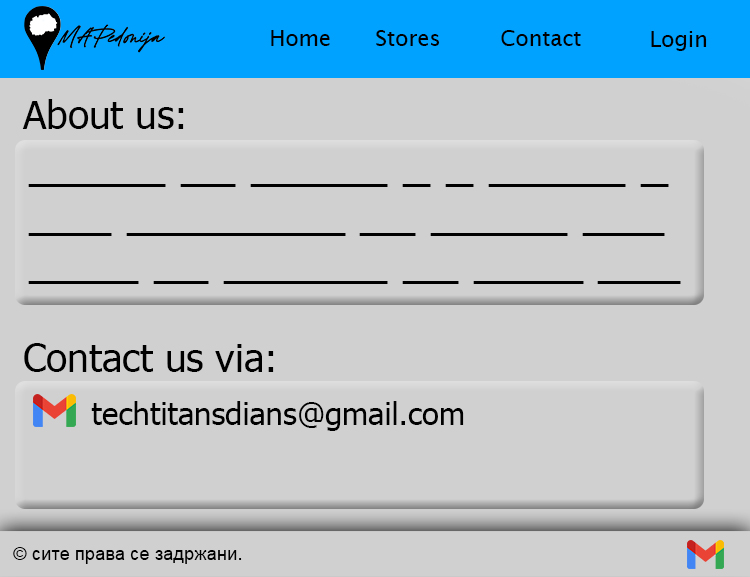 MAPedonija
Home Stores Contact Login
About us:
Contact us via:
techtitansdians@gmail.com
© сите права се задржани.